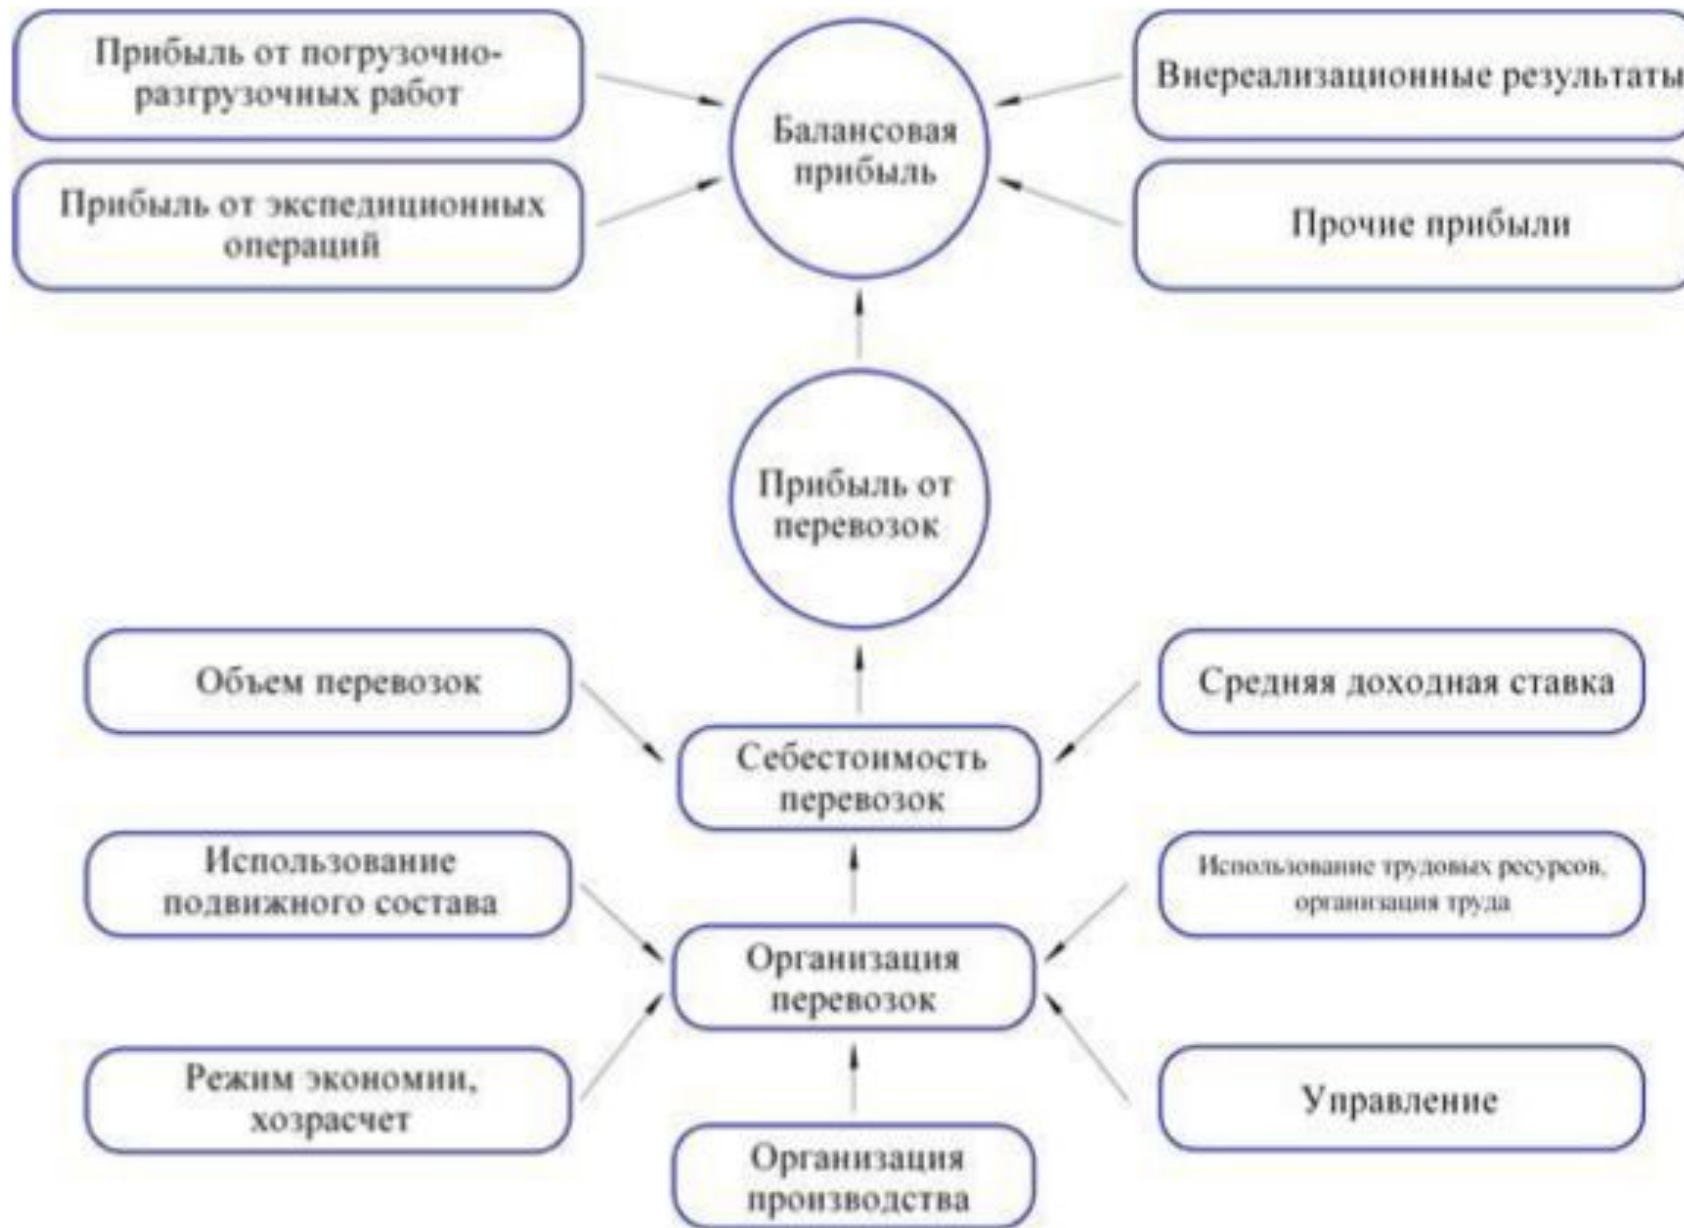 Прибыль от погрузочно-
разгрузочных работ
Балансовая
прибыль
Внереализационные результаты
Прибыль от экспедиционных
операций
Прочие прибыли
Прибыль от
перевозок
Объем перевозок
Средняя доходная ставка
Себестоимость
перевозок
Использование
подвижного состава
Использование трудовых ресурсов,
организация труда
Организация
перевозок
Режим экономии,
хозрасчет
Управление
Организация
производства